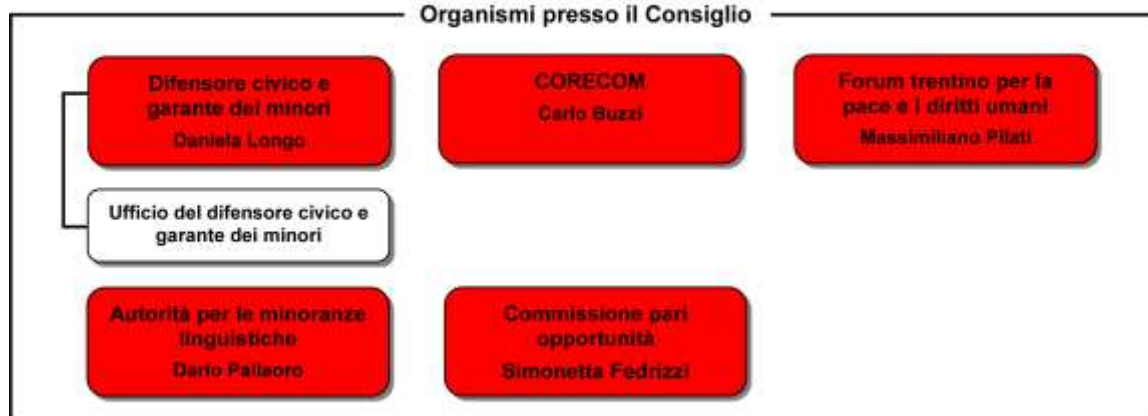 Organismi presso il Consiglio
Difensore civico e
garante dei minori
Daniela Longo
CORECOM
Carlo Buzzi
Forum trentino per la
pace e i diritti umani
Massimiliano Pilati
Ufficio del difensore civico e
garante dei minori
Autorità per le minoranze
linguistiche
Dario Pallaoro
Commissione pari
opportunità
Simonetta Fedrizzi